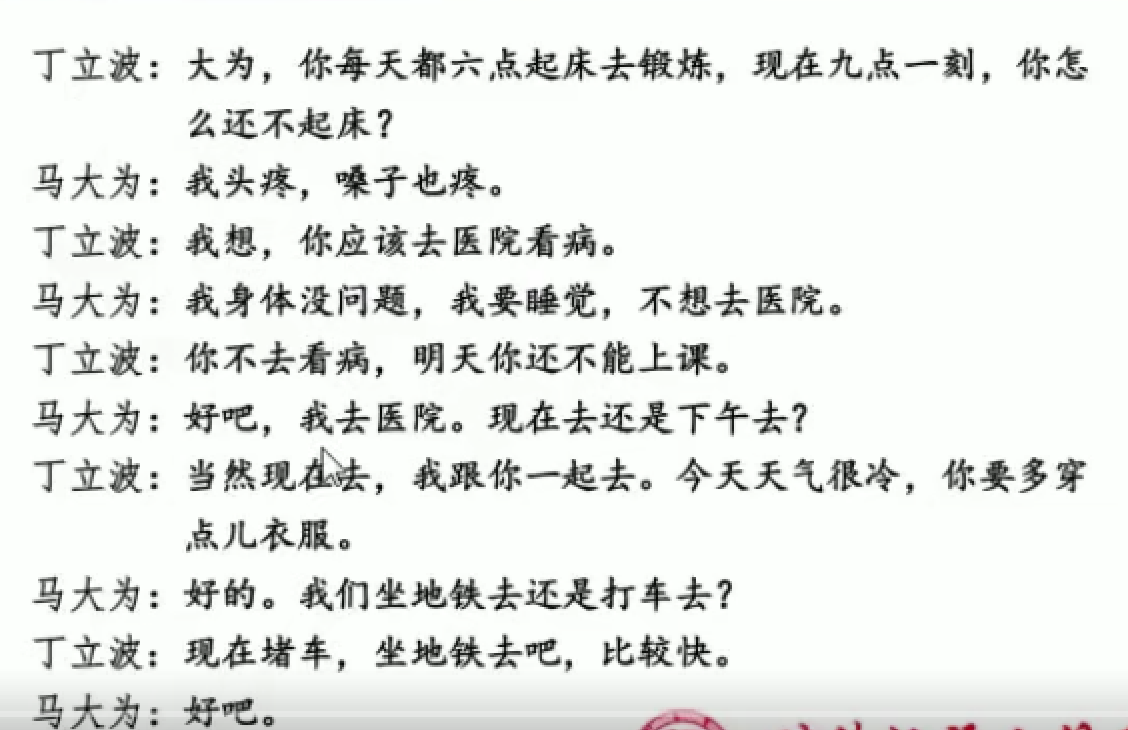 丁立波：大为，你每天都六点起床去锻炼，现在九点一刻，你怎
么还不起床？
马大为：我头疼，嗓子也疼。
丁立波：我想，你应该去医院看病。
马大为：我身体没问题，我要睡觉，不想去医院。
丁立波：你不去看病，明天你还不能上课。
马大为：好吧，我去医院。现在去还是下午去？
丁立波：当然现在去，我跟你一起去。今天天气很冷，你要多穿
点儿衣服。
马大为：好的。我们坐地铁去还是打车去？
丁立波：现在堵车，坐地铁去吧，比较快。
马大为：好吧。